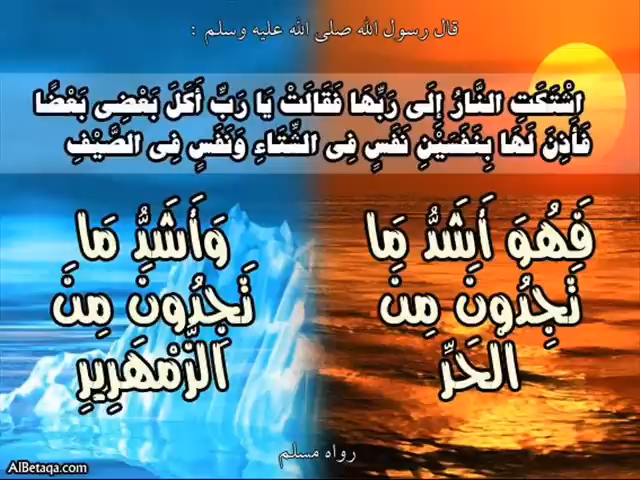 قال رسول الله صلى الله عليه وسلم :
اشْتَكَتِ النَّارُ إِلَى رَبِّهَا فَقَالَتْ يَا رَبِّ أَكَلَ بَعْضِى بَعْضًا
فَأَذِنَ لَهَا بِنَفَسَيْنِ نَفَسٍ فِى الشِّتَاءِ وَنَفَسٍ فِى الصَّيْفِ
فَهُوَ أَشَدُّ مَا
تَجِدُونَ مِنَ
الْحَرِّ
وَأَشَدُّ مَا
تَجِدُونَ مِنَ
الزَّمْهَرِيرِ
رواه مسلم
AlBetaqa.com